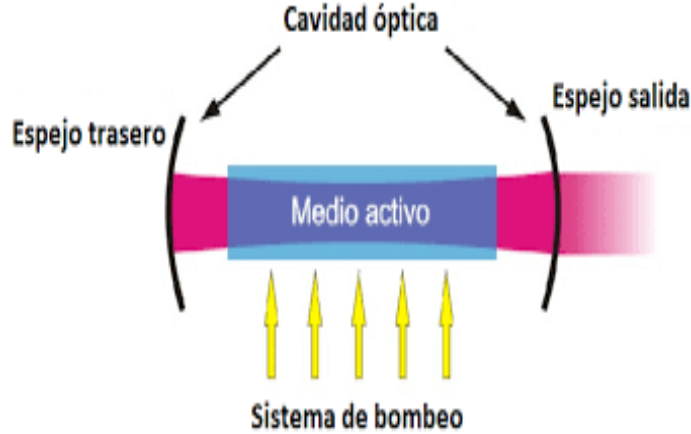 Cavidad óptica
Espejo salida
Espejo trasero
Medio activo
Sistema de bombeo